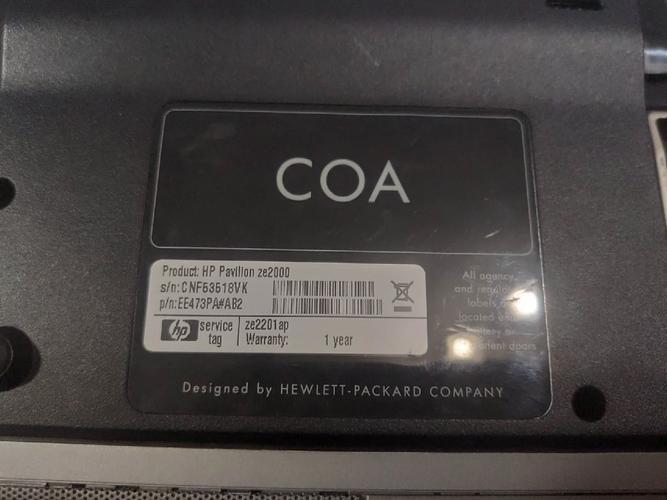 COA
Product: HP Pavilion ze2000
s/n: CNF53518VK
p/n: EE473PA#AB2
hp service tag
ze2201ap
Warranty: 1 year
All agency
and regulatory
labels
located under
battery or
doors
Designed by HEWLETT-PACKARD COMPANY